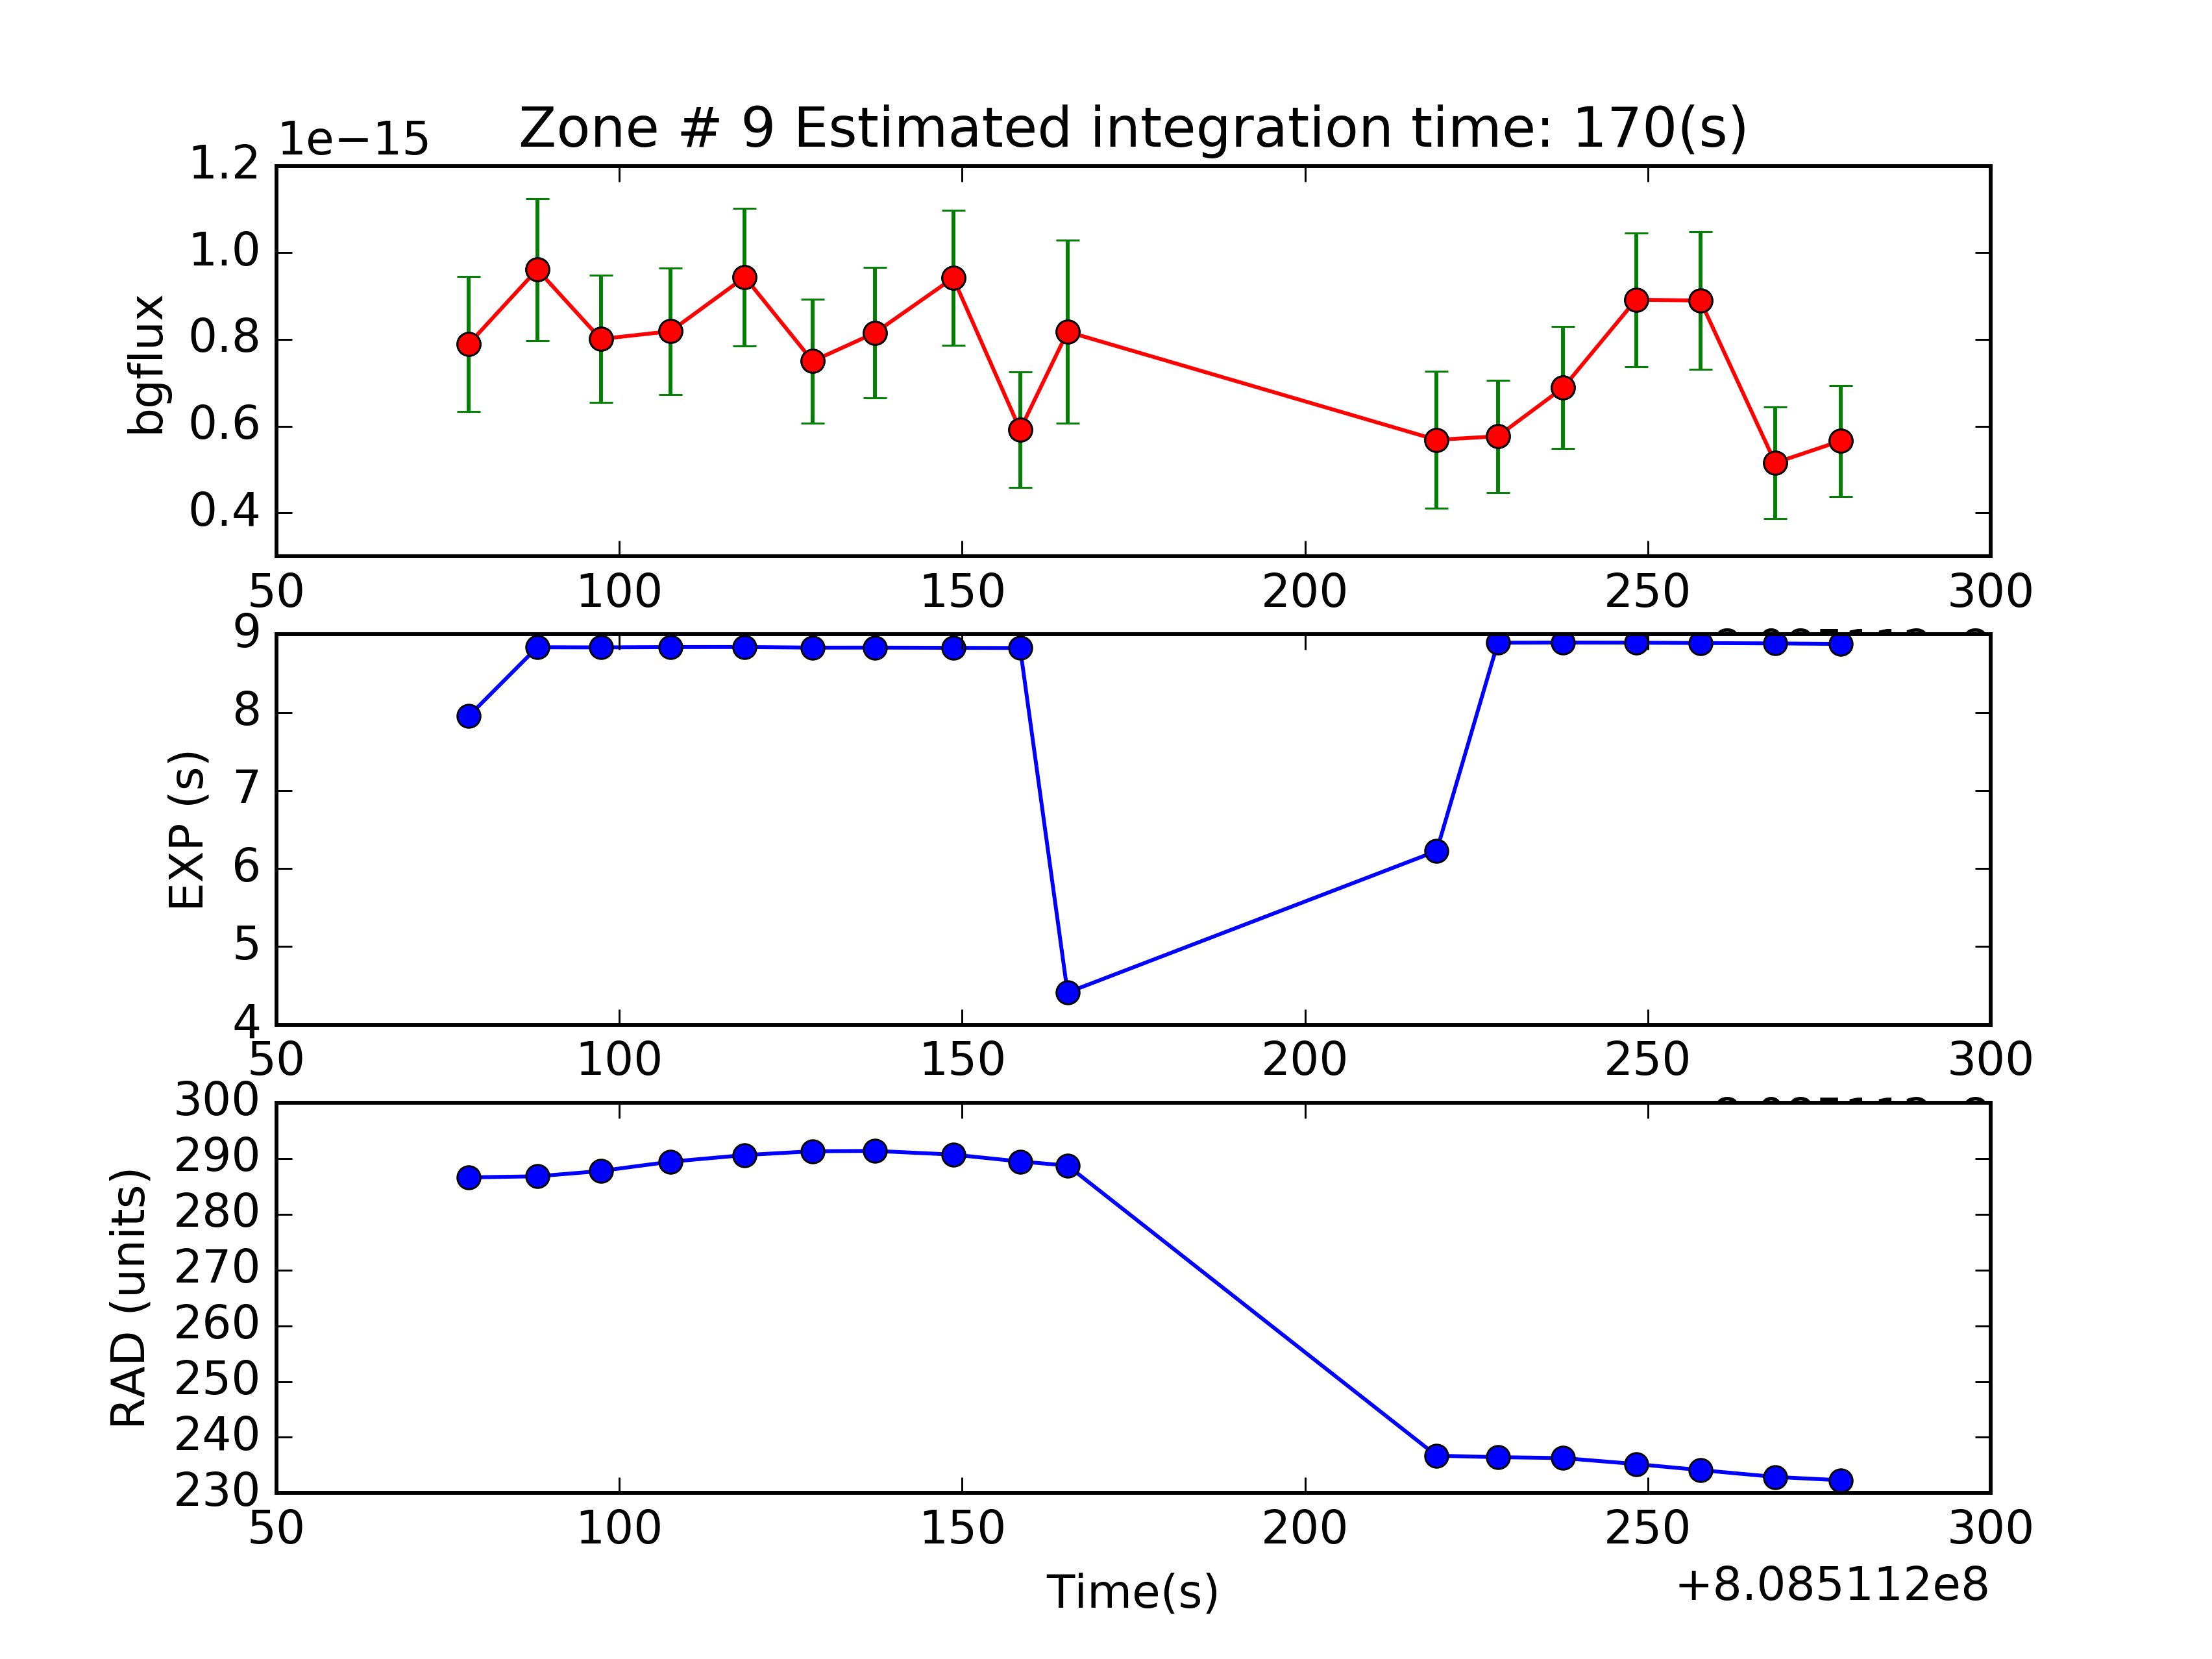 Zone # 9 Estimated integration time: 170(s)
1e−15
1.2
1.0
0.8
0.6
0.4
bgflux
50 100 150 200 250 300
9
8
7
6
5
4
EXP (s)
50 100 150 200 250 300
300
290
280
270
260
250
240
230
RAD (units)
50 100 150 200 250 300
Time(s)
+8.085112e8